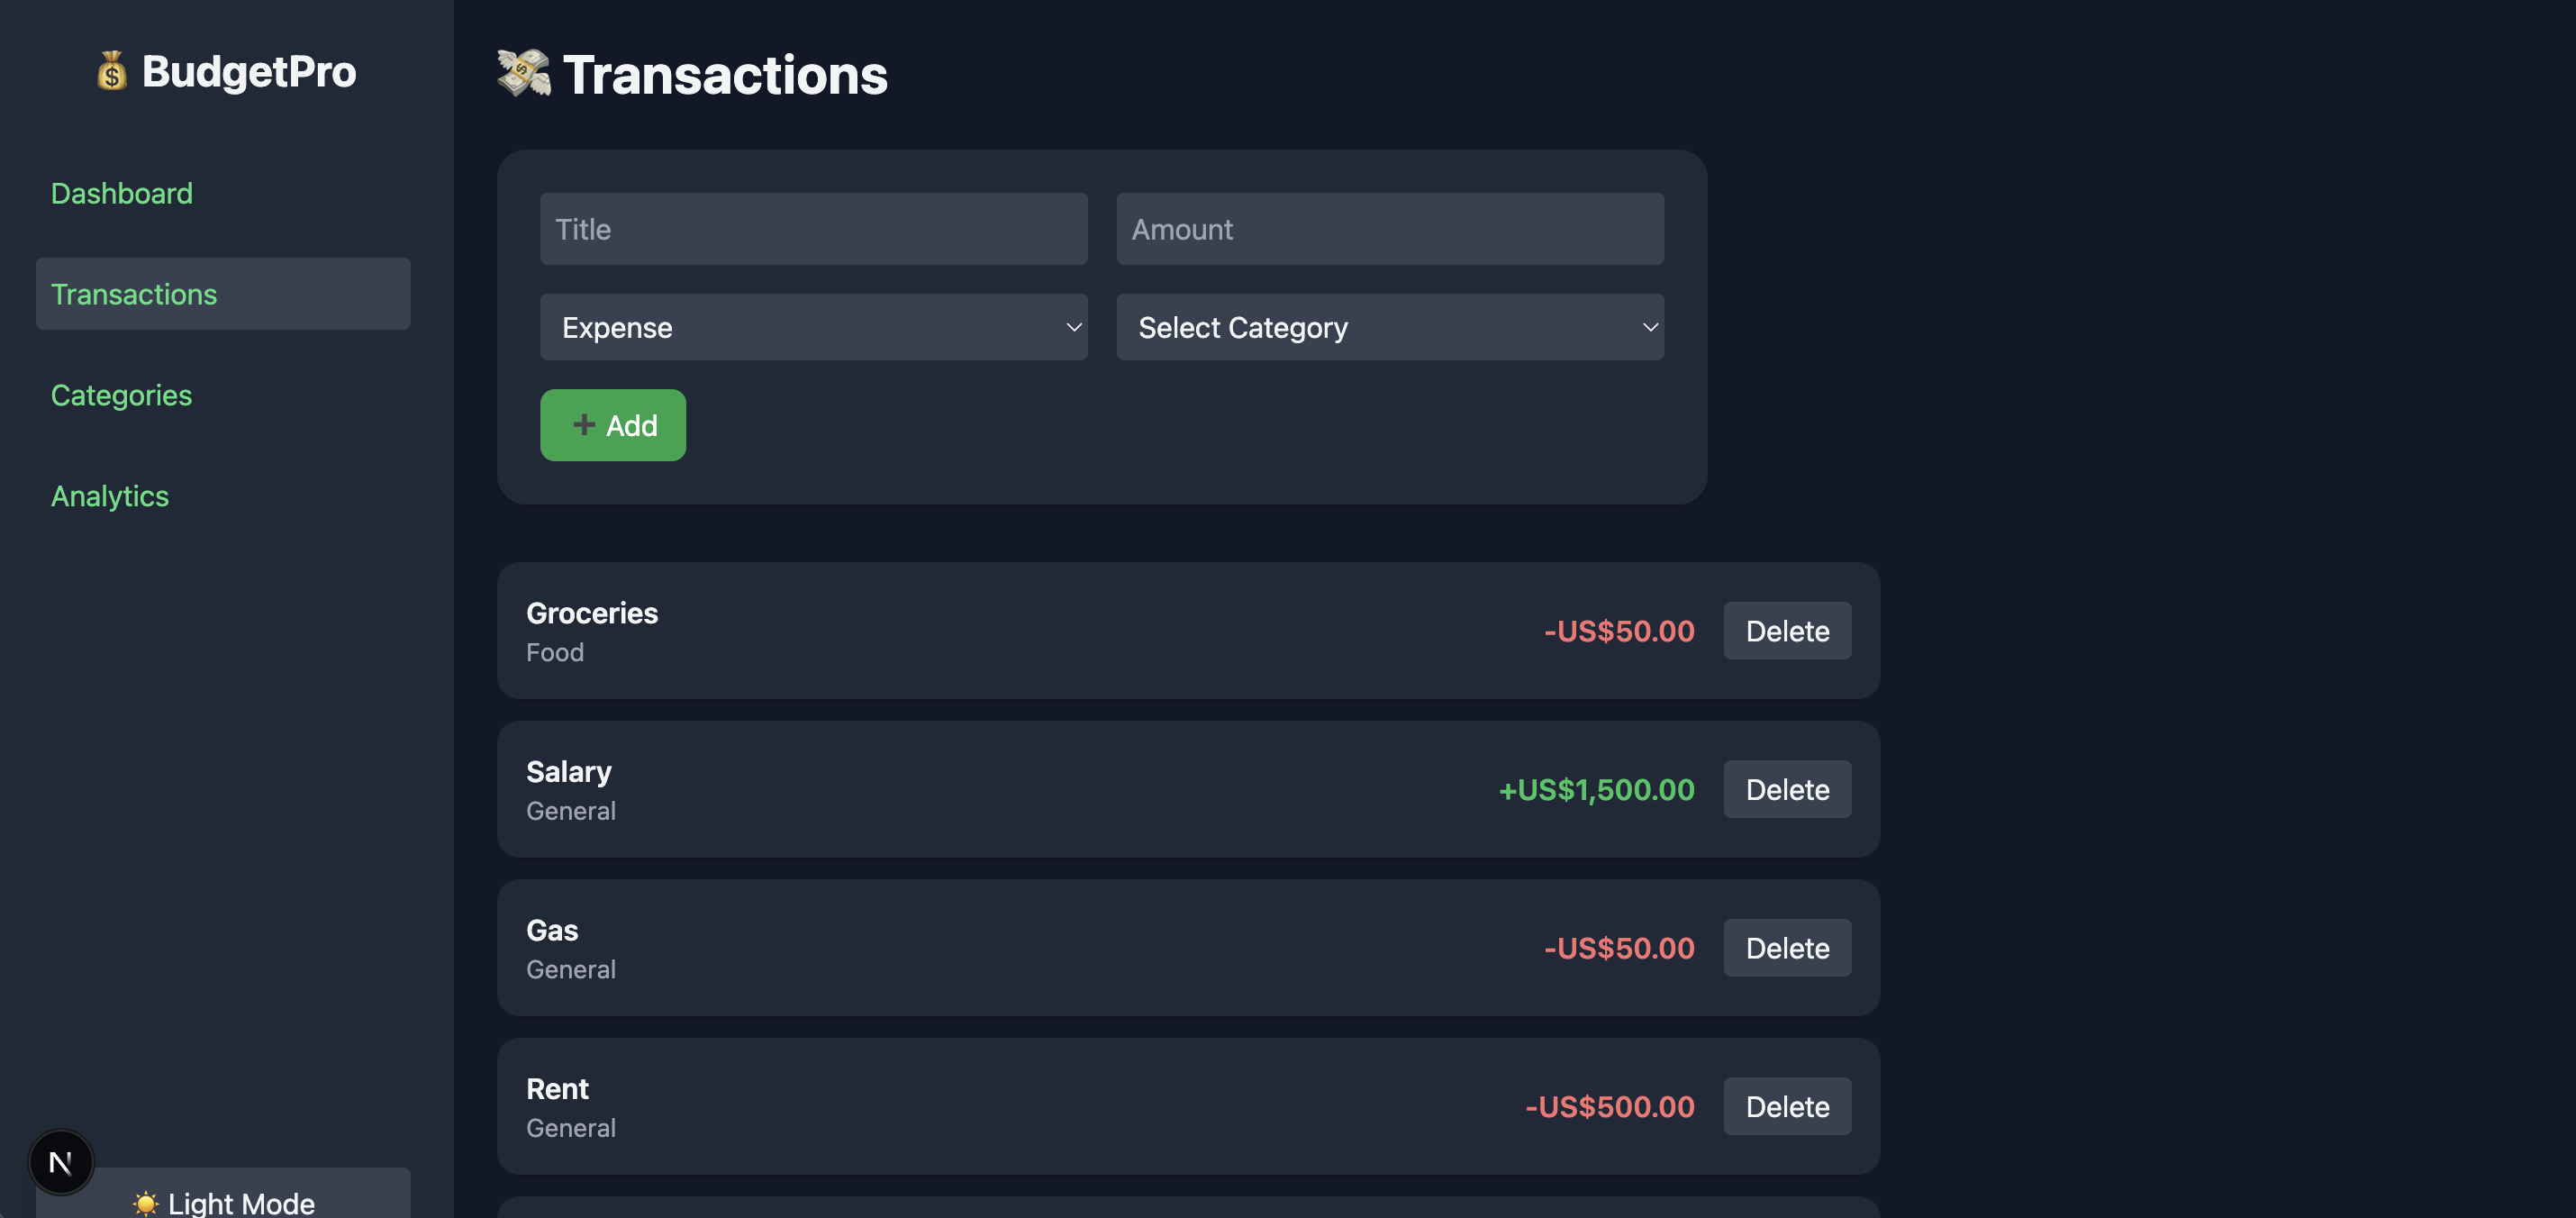 💰 BudgetPro
Dashboard
Transactions
Categories
Analytics
N
☀️ Light Mode
💸 Transactions
Title
Amount
Expense
Select Category
➕ Add
Groceries
Food
-US$50.00
Delete
Salary
General
+US$1,500.00
Delete
Gas
General
-US$50.00
Delete
Rent
General
-US$500.00
Delete